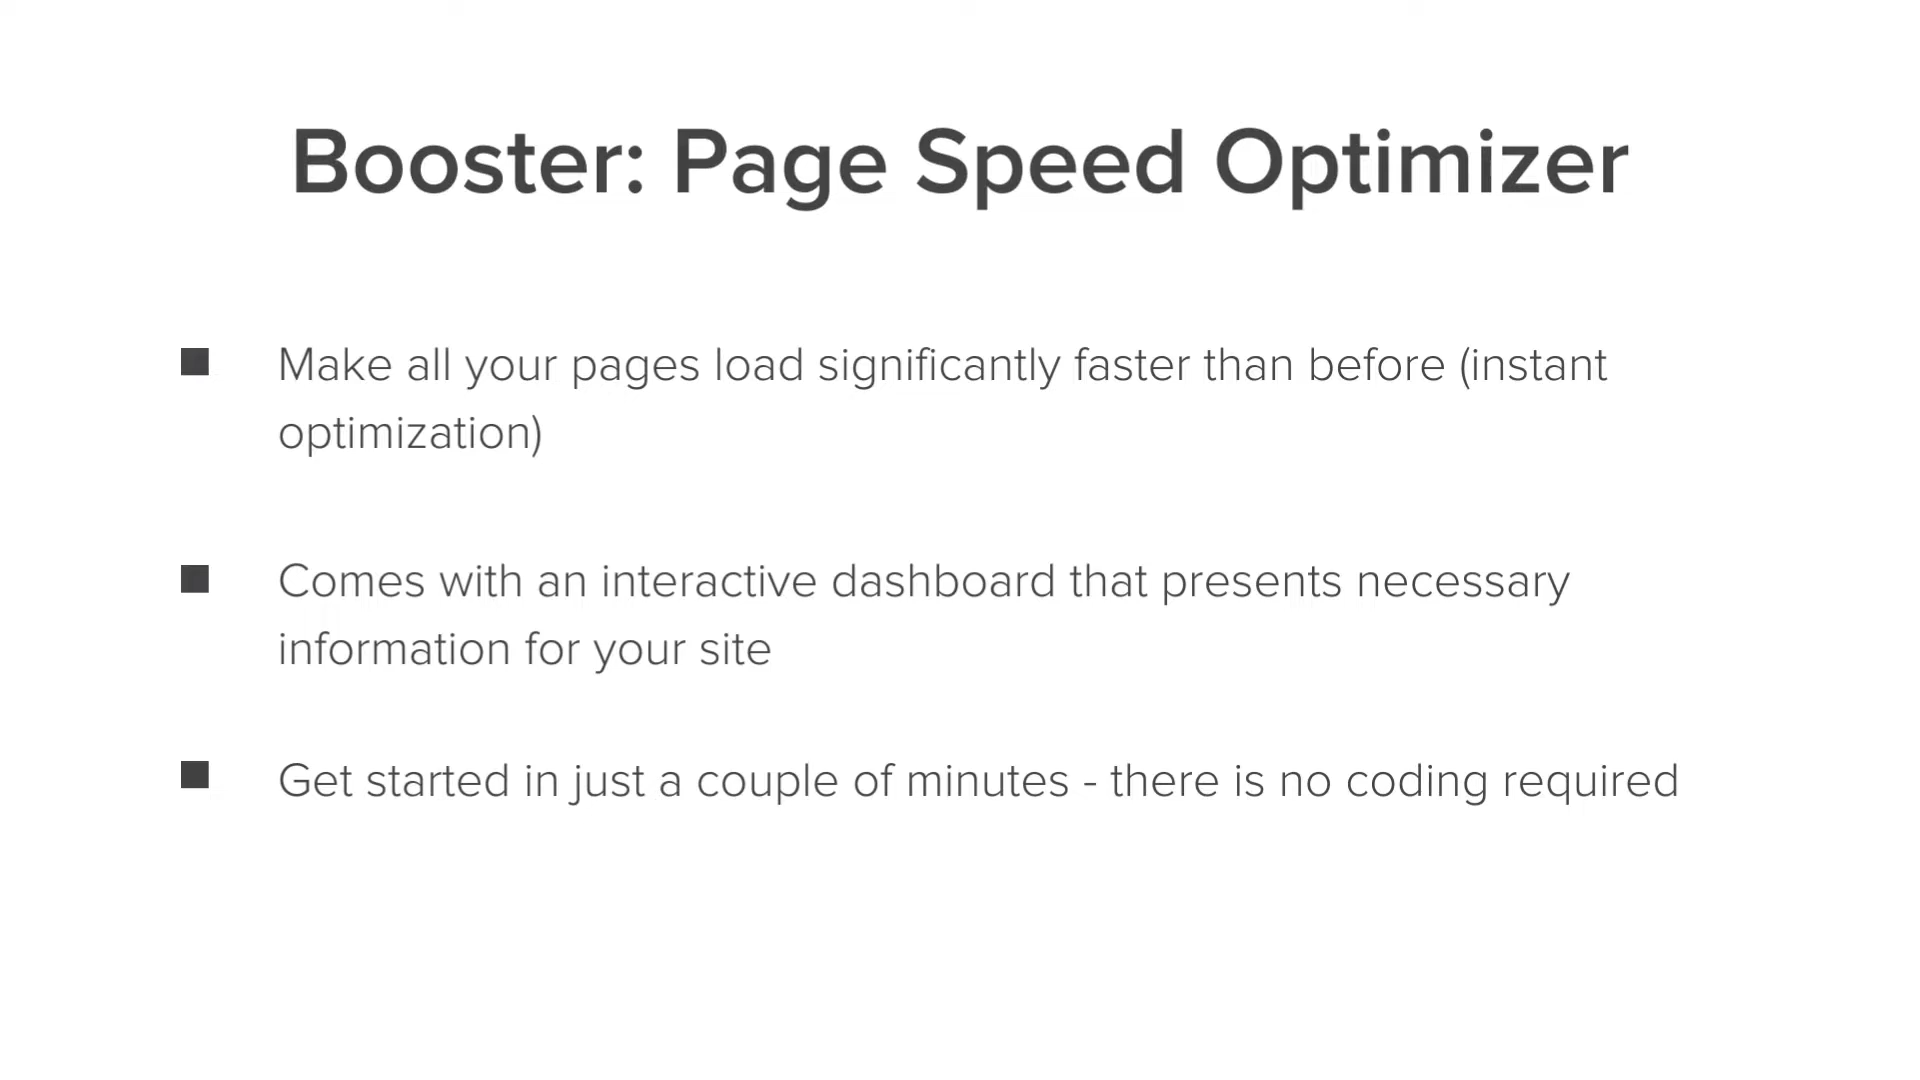 Booster: Page Speed Optimizer
■ Make all your pages load significantly faster than before (instant
optimization)
■ Comes with an interactive dashboard that presents necessary
information for your site
■ Get started in just a couple of minutes - there is no coding required